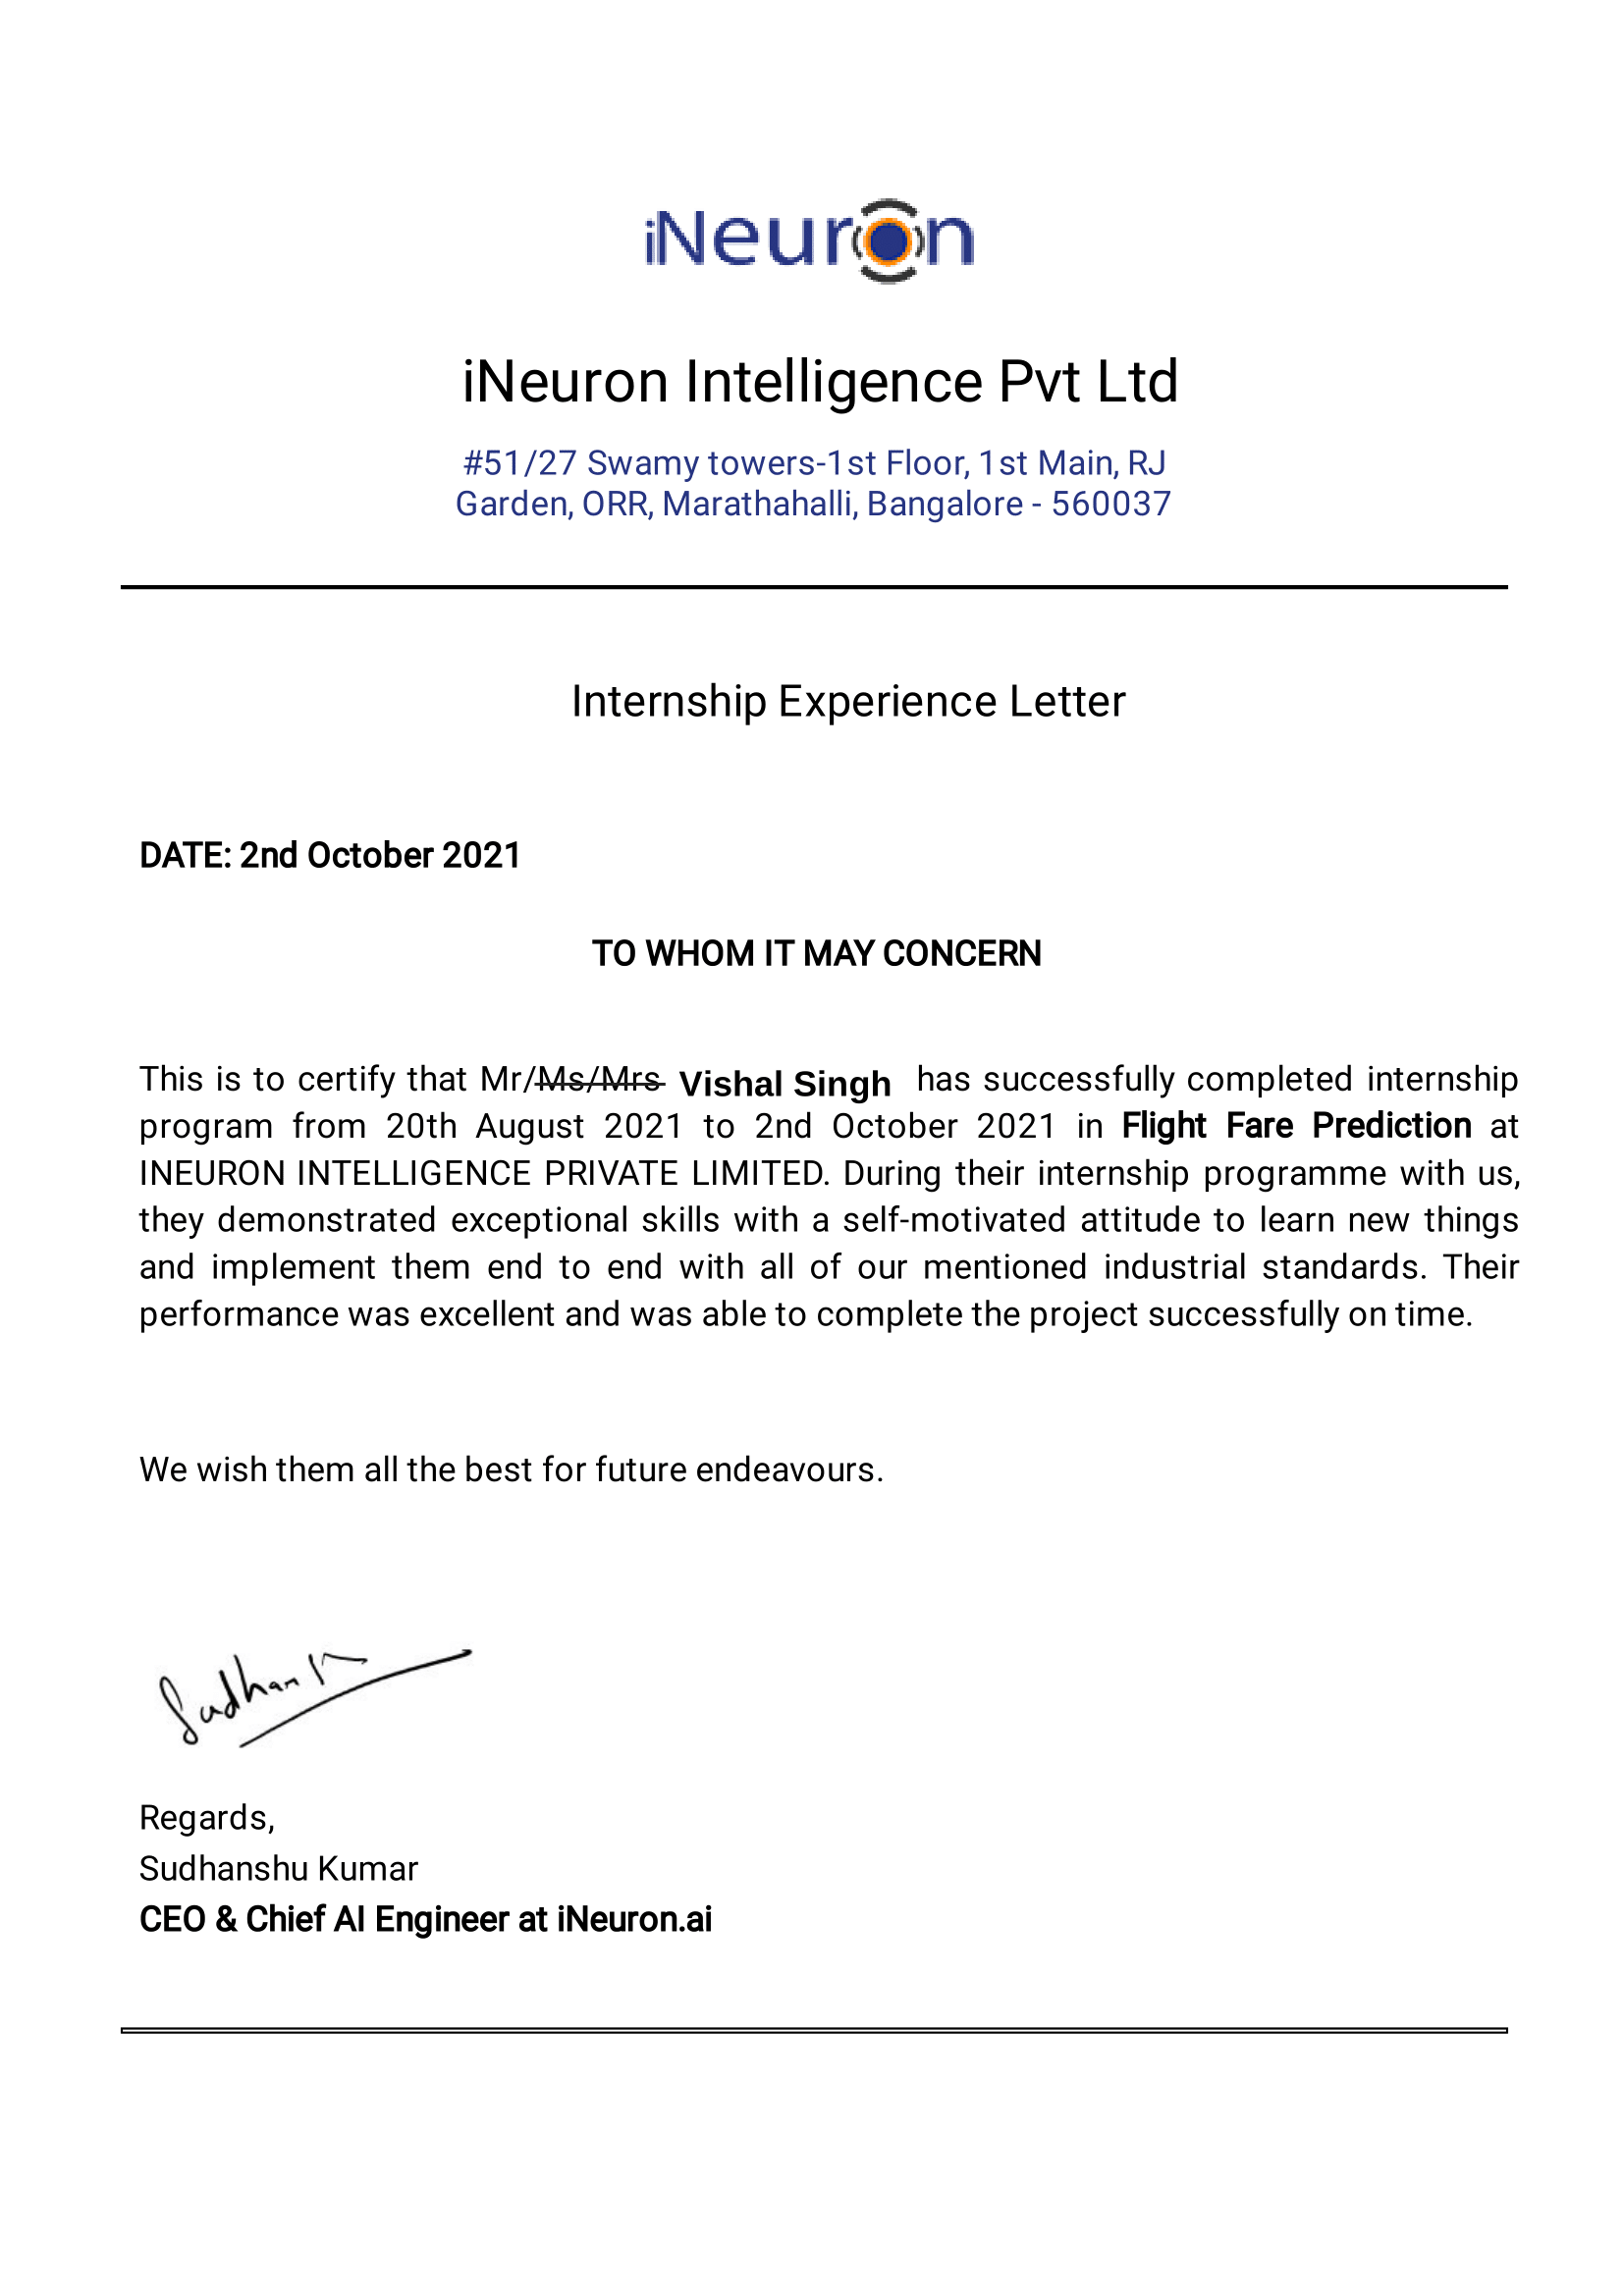 iNeuron
iNeuron Intelligence Pvt Ltd
#51/27 Swamy towers-1st Floor, 1st Main, RJ
Garden, ORR, Marathahalli, Bangalore - 560037
Internship Experience Letter
DATE: 2nd October 2021
TO WHOM IT MAY CONCERN
This is to certify that Mr/Ms/Mrs Vishal Singh has successfully completed internship
program from 20th August 2021 to 2nd October 2021 in Flight Fare Prediction at
INEURON INTELLIGENCE PRIVATE LIMITED. During their internship programme with us,
they demonstrated exceptional skills with a self-motivated attitude to learn new things
and implement them end to end with all of our mentioned industrial standards. Their
performance was excellent and was able to complete the project successfully on time.
We wish them all the best for future endeavours.
Sudhan K
Regards,
Sudhanshu Kumar
CEO & Chief AI Engineer at iNeuron.ai